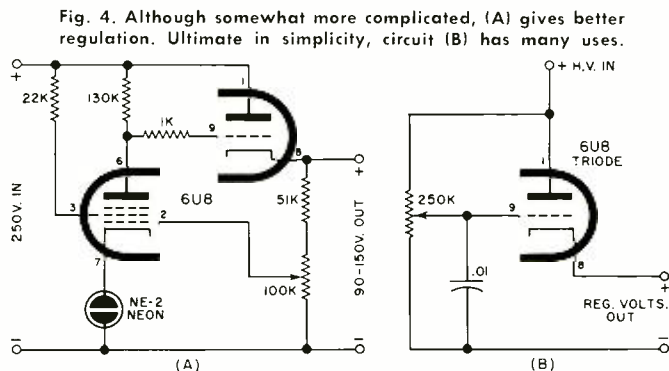 Fig. 4. Although somewhat more complicated, (A) gives better
regulation. Ultimate in simplicity, circuit (B) has many uses.
+
22K
130K
1K
1
9
8
+
250V. IN
6
3
6U8
2
7
51K
100K
90-150V. OUT
NE-2
NEON
−
−
(A)
+ H.V. IN
6U8
TRIODE
1
250K
9
8
.01
+
REG. VOLTS.
OUT
−
(B)